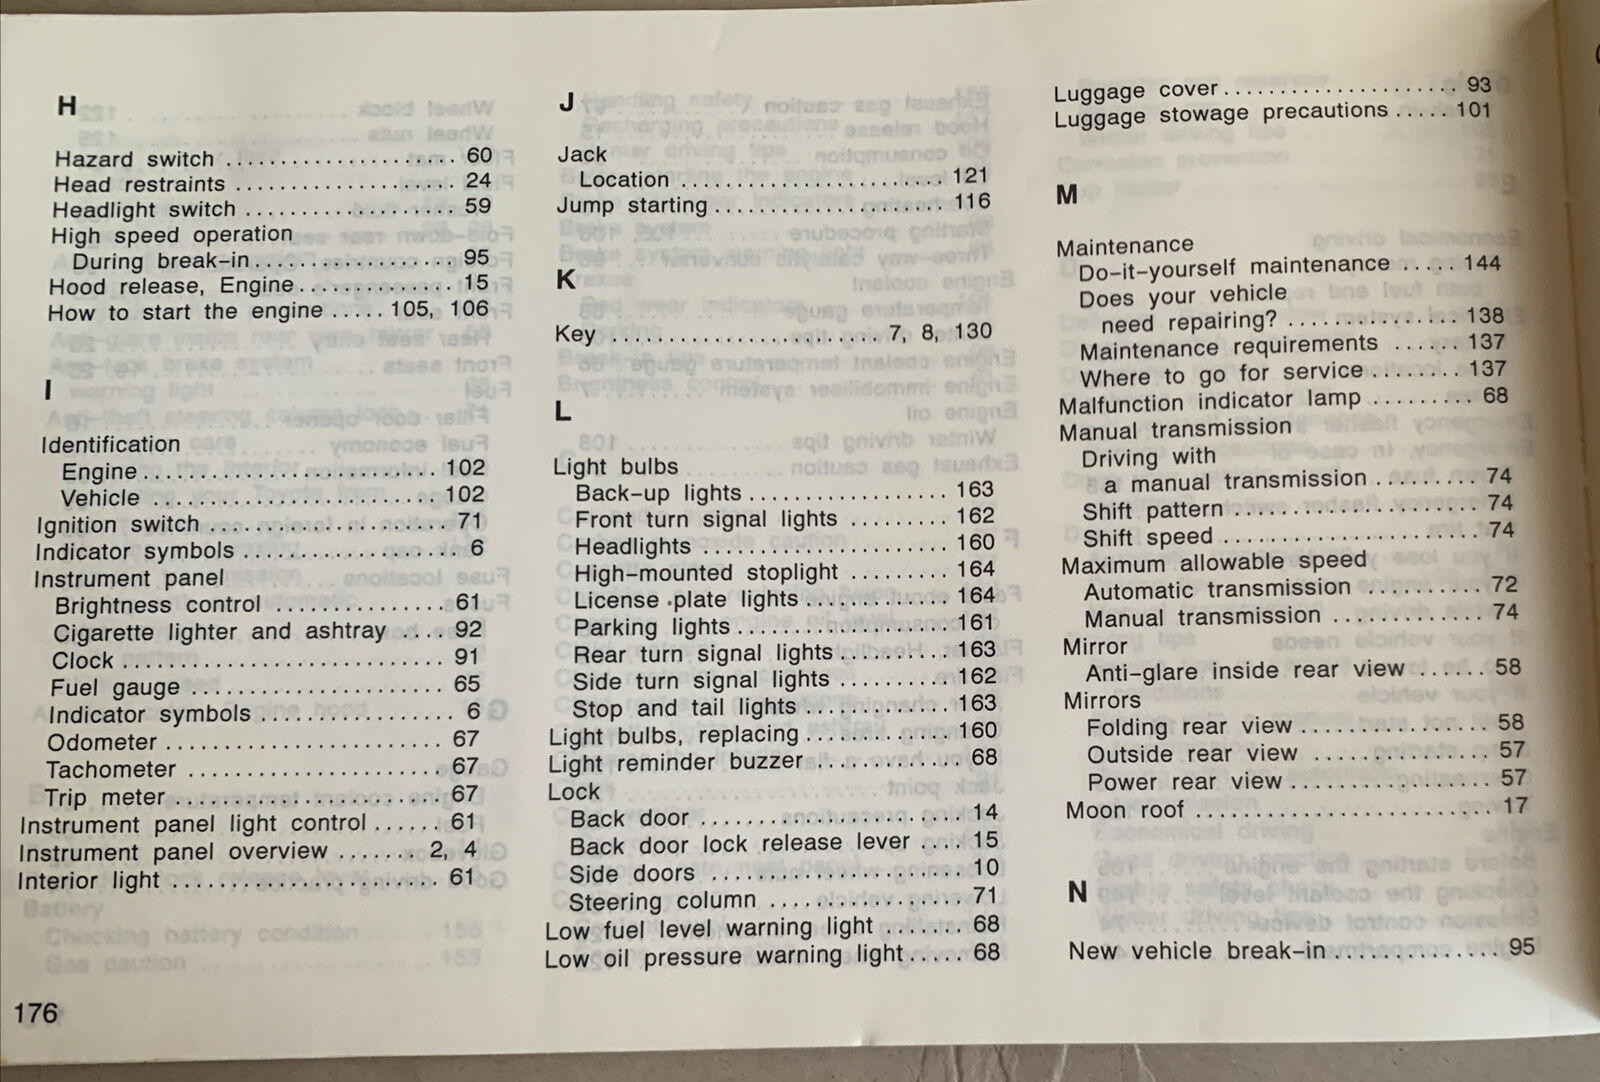 H
Hazard switch ..................... 60
Head restraints .................... 24
Headlight switch ................... 59
High speed operation
During break-in.................. 95
Hood release, Engine.............. 15
How to start the engine ..... 105, 106
I
Identification
Engine........................... 102
Vehicle .......................... 102
Ignition switch ...................... 71
Indicator symbols .................... 6
Instrument panel
Brightness control ............... 61
Cigarette lighter and ashtray .... 92
Clock ............................. 91
Fuel gauge ....................... 65
Indicator symbols .................. 6
Odometer ......................... 67
Tachometer ....................... 67
Trip meter ........................ 67
Instrument panel light control ...... 61
Instrument panel overview ....... 2, 4
Interior light ........................ 61
J
Jack
Location ........................ 121
Jump starting ..................... 116
K
Key ......................... 7, 8, 130
L
Light bulbs
Back-up lights .................. 163
Front turn signal lights ......... 162
Headlights ....................... 160
High-mounted stoplight ......... 164
License plate lights ............. 164
Parking lights .................... 161
Rear turn signal lights .......... 163
Side turn signal lights .......... 162
Stop and tail lights ............. 163
Light bulbs, replacing ............. 160
Light reminder buzzer ............. 68
Lock
Back door ........................ 14
Back door lock release lever .... 15
Side doors ....................... 10
Steering column .................. 71
Low fuel level warning light ....... 68
Low oil pressure warning light ..... 68
Luggage cover ..................... 93
Luggage stowage precautions ..... 101
M
Maintenance
Do-it-yourself maintenance ..... 144
Does your vehicle
need repairing? ............... 138
Maintenance requirements ...... 137
Where to go for service ........ 137
Malfunction indicator lamp ......... 68
Manual transmission
Driving with
a manual transmission ......... 74
Shift pattern ...................... 74
Shift speed ....................... 74
Maximum allowable speed
Automatic transmission .......... 72
Manual transmission ............. 74
Mirror
Anti-glare inside rear view ...... 58
Mirrors
Folding rear view ................ 58
Outside rear view ............... 57
Power rear view .................. 57
Moon roof .......................... 17
N
New vehicle break-in ............... 95
176